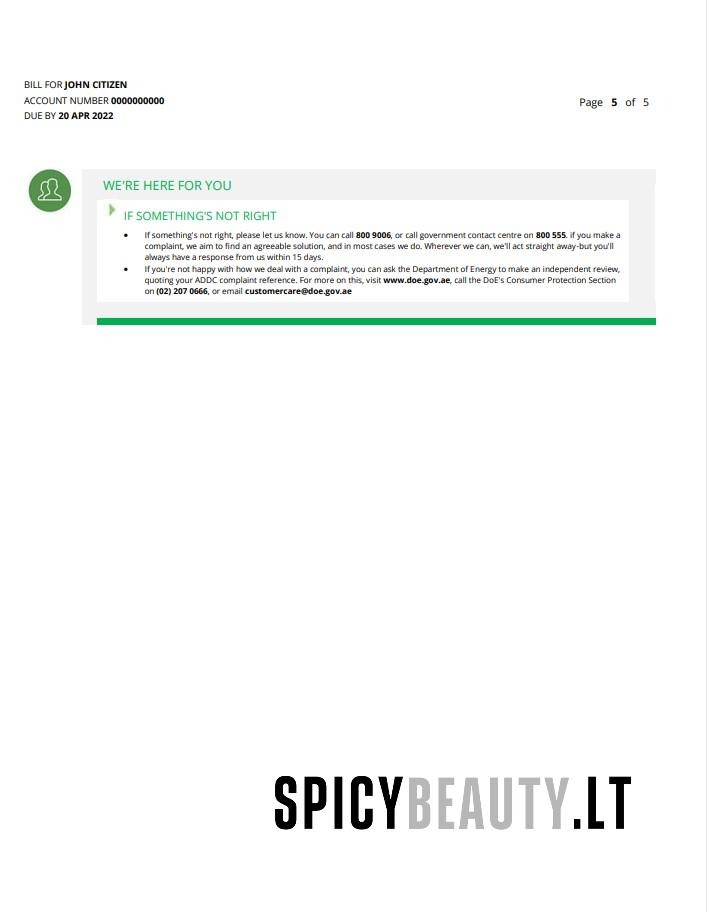 BILL FOR JOHN CITIZEN
ACCOUNT NUMBER 0000000000
DUE BY 20 APR 2022
Page 5 of 5
WE'RE HERE FOR YOU
IF SOMETHING'S NOT RIGHT
• If something's not right, please let us know. You can call 800 9006, or call government contact centre on 800 555. if you make a
complaint, we aim to find an agreeable solution, and in most cases we do. Wherever we can, we'll act straight away-but you'll
always have a response from us within 15 days.
• If you're not happy with how we deal with a complaint, you can ask the Department of Energy to make an independent review,
quoting your ADDC complaint reference. For more on this, visit www.doe.gov.ae, call the DoE's Consumer Protection Section
on (02) 207 0666, or email customercare@doe.gov.ae
SPICYBEAUTY.LT